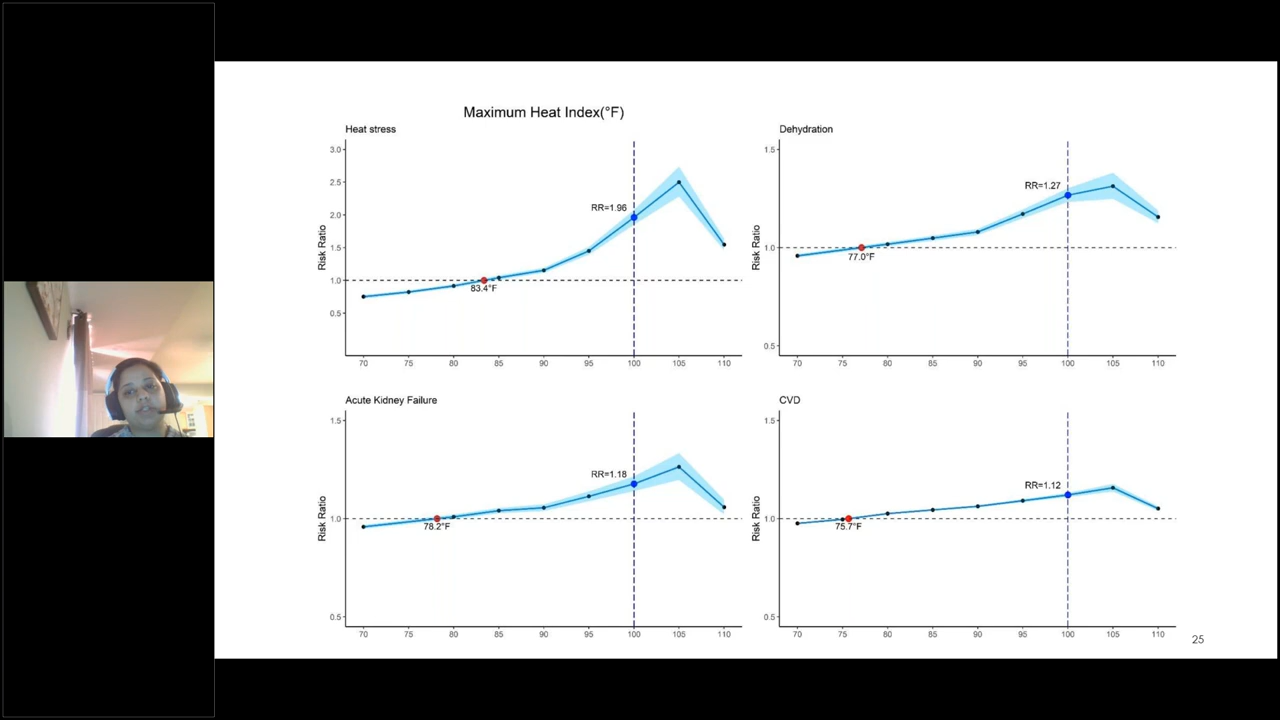 Maximum Heat Index(°F)
Heat stress
3.0
2.5
2.0
1.5
1.0
0.5
Risk Ratio
RR=1.96
83.4°F
70 75 80 85 90 95 100 105 110
Dehydration
1.5
1.0
0.5
Risk Ratio
RR=1.27
77.0°F
70 75 80 85 90 95 100 105 110
Acute Kidney Failure
1.5
1.0
0.5
Risk Ratio
RR=1.18
78.2°F
70 75 80 85 90 95 100 105 110
CVD
1.5
1.0
0.5
Risk Ratio
RR=1.12
75.7°F
70 75 80 85 90 95 100 105 110
25